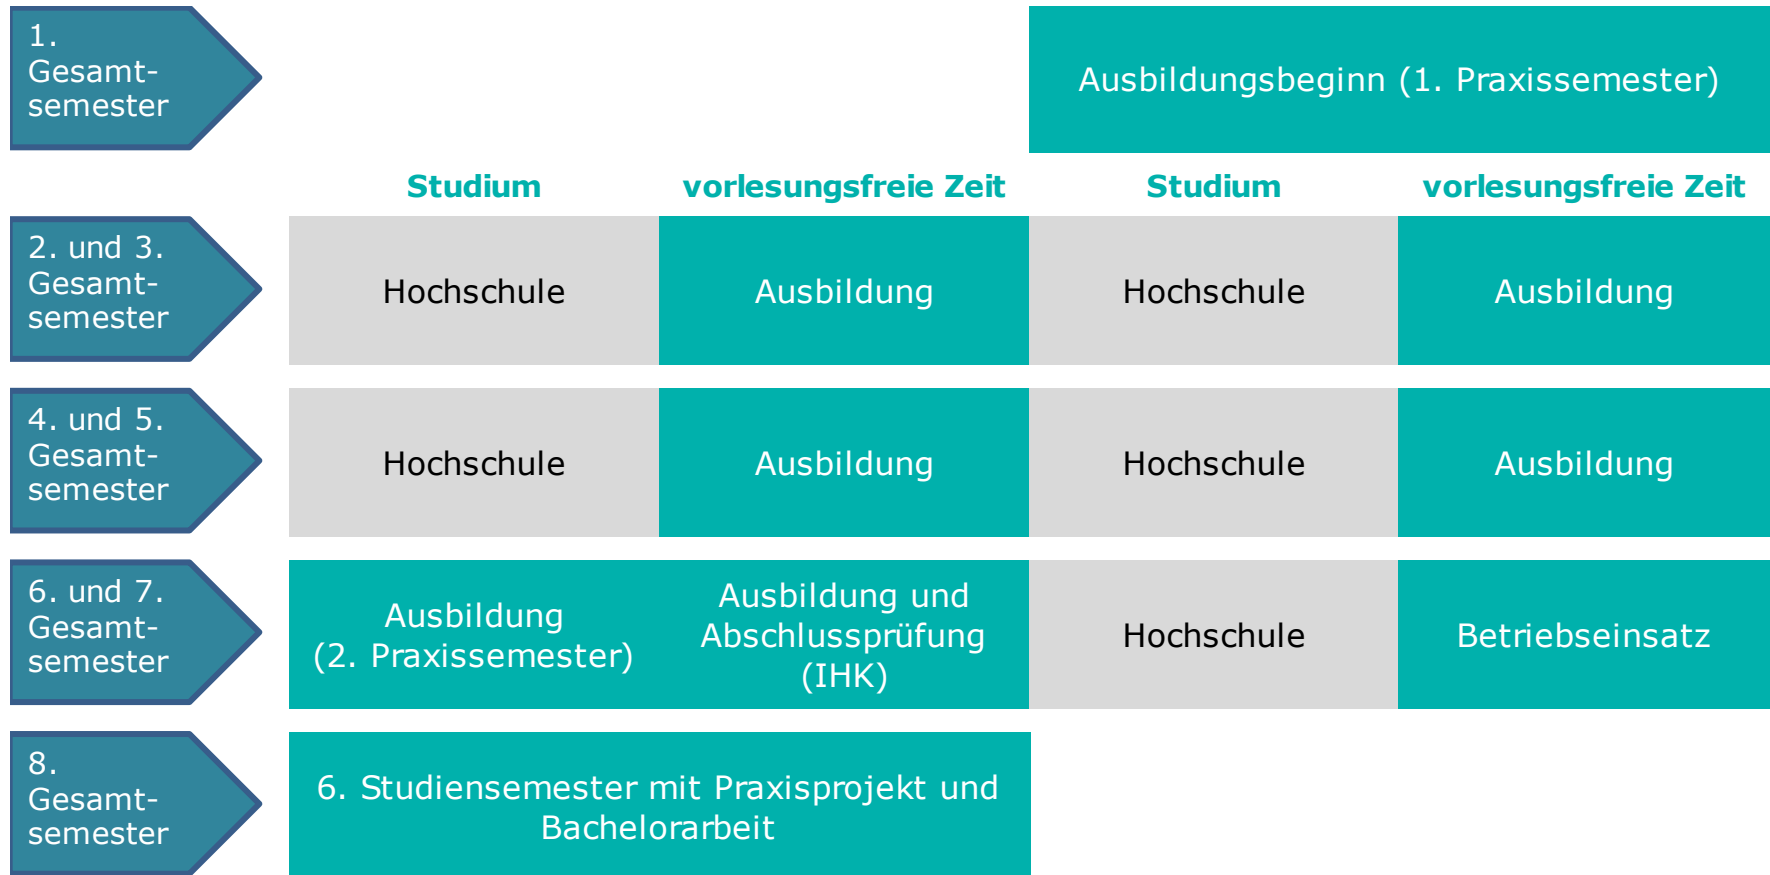 1.
Gesamt-
semester
Ausbildungsbeginn (1. Praxissemester)
Studium
vorlesungsfreie Zeit
Studium
vorlesungsfreie Zeit
2. und 3.
Gesamt-
semester
Hochschule
Ausbildung
Hochschule
Ausbildung
4. und 5.
Gesamt-
semester
Hochschule
Ausbildung
Hochschule
Ausbildung
6. und 7.
Gesamt-
semester
Ausbildung
(2. Praxissemester)
Ausbildung und
Abschlussprüfung
(IHK)
Hochschule
Betriebseinsatz
8.
Gesamt-
semester
6. Studiensemester mit Praxisprojekt und
Bachelorarbeit